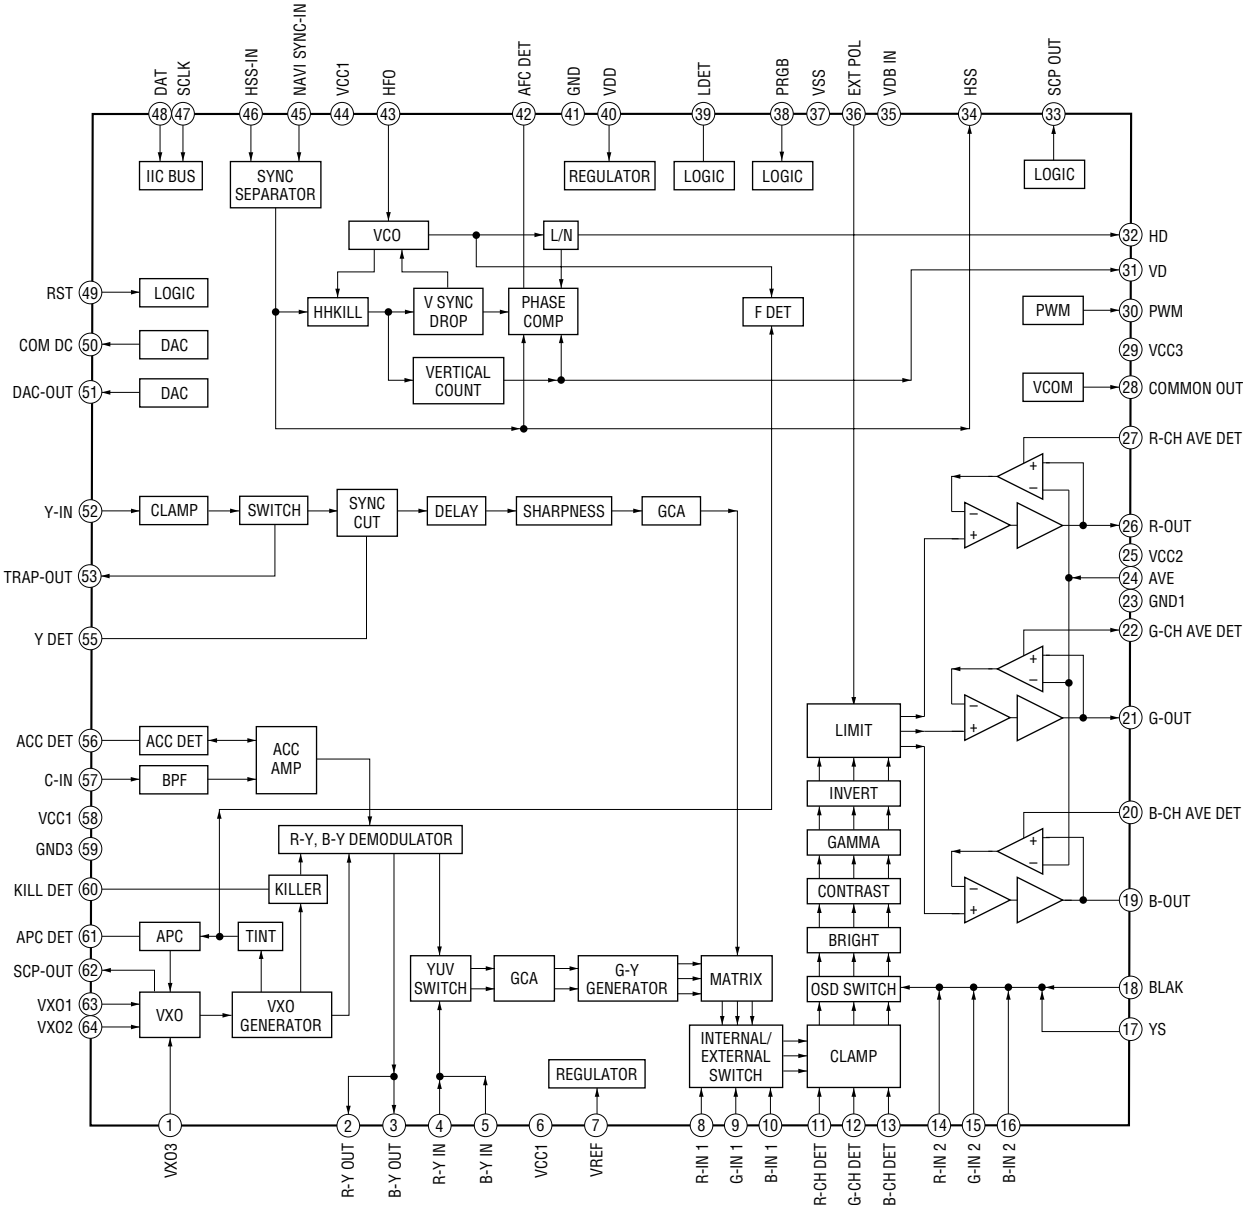 DAT
SCLK
HSS-IN
NAVI SYNC-IN
VCC1
HFO
AFC DET
GND
VDD
LDET
PRGB
VSS
EXT POL
VDB IN
HSS
SCP OUT
48
47
46
45
44
43
42
41
40
39
38
37
36
35
34
33
IIC BUS
SYNC
SEPARATOR
REGULATOR
LOGIC
LOGIC
LOGIC
VCO
L/N
32 HD
31 VD
RST 49
LOGIC
HHKILL
V SYNC
DROP
PHASE
COMP
F DET
PWM
30 PWM
COM DC 50
DAC
29 VCC3
DAC-OUT 51
DAC
VERTICAL
COUNT
VCOM
28 COMMON OUT
27 R-CH AVE DET
+
−
Y-IN 52
CLAMP
SWITCH
SYNC
CUT
DELAY
SHARPNESS
GCA
−
+
26 R-OUT
25 VCC2
TRAP-OUT 53
24 AVE
23 GND1
Y DET 55
22 G-CH AVE DET
+
−
LIMIT
−
+
21 G-OUT
ACC DET 56
ACC DET
ACC
AMP
C-IN 57
BPF
INVERT
VCC1 58
20 B-CH AVE DET
R-Y, B-Y DEMODULATOR
GAMMA
+
−
GND3 59
KILL DET 60
KILLER
CONTRAST
−
+
19 B-OUT
APC DET 61
APC
TINT
BRIGHT
SCP-OUT 62
YUV
SWITCH
GCA
G-Y
GENERATOR
MATRIX
OSD SWITCH
18 BLAK
VXO1 63
VXO2 64
VXO
VXO
GENERATOR
17 YS
INTERNAL/
EXTERNAL
SWITCH
CLAMP
REGULATOR
1
2
3
4
5
6
7
8
9
10
11
12
13
14
15
16
VXO3
R-Y OUT
B-Y OUT
R-Y IN
B-Y IN
VCC1
VREF
R-IN 1
G-IN 1
B-IN 1
R-CH DET
G-CH DET
B-CH DET
R-IN 2
G-IN 2
B-IN 2